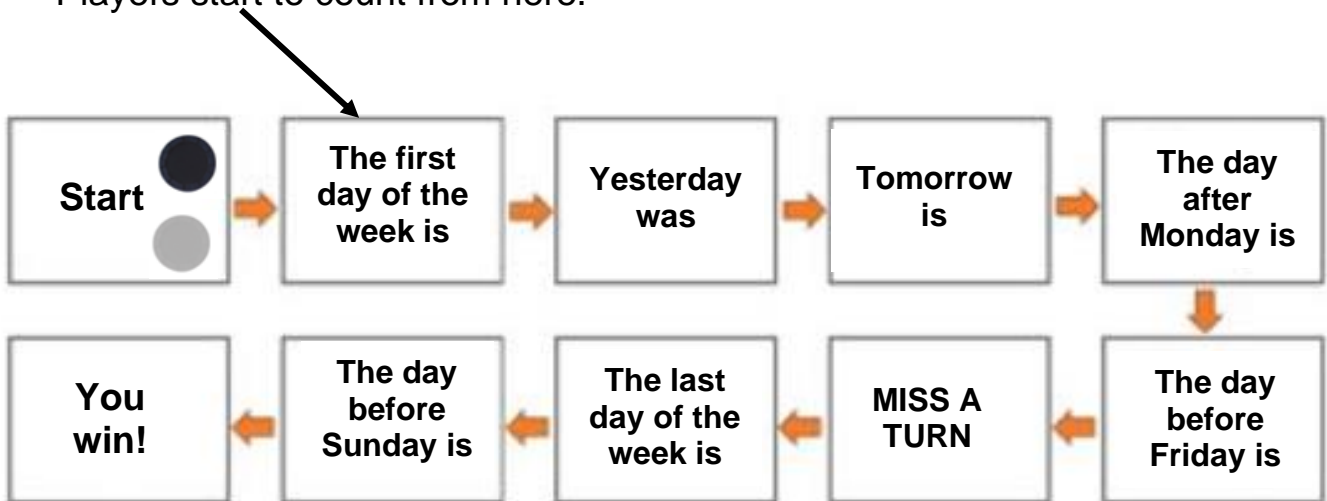 Players start to count from here.
Start
The first
day of the
week is
Yesterday
was
Tomorrow
is
The day
after
Monday is
You
win!
The day
before
Sunday is
The last
day of the
week is
MISS A
TURN
The day
before
Friday is